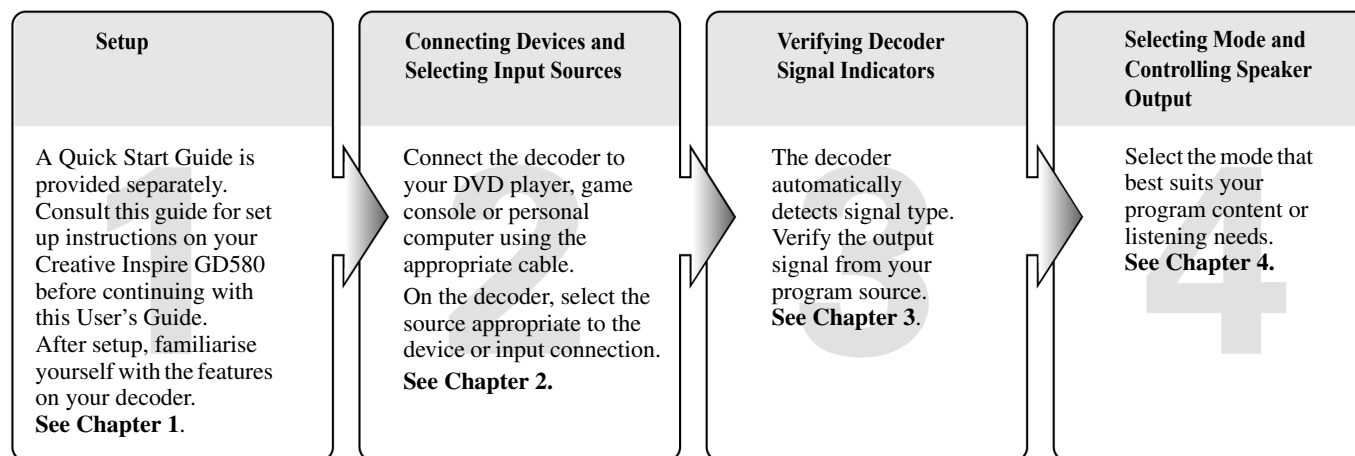 Setup
A Quick Start Guide is
provided separately.
Consult this guide for set
up instructions on your
Creative Inspire GD580
before continuing with
this User's Guide.
After setup, familiarise
yourself with the features
on your decoder.
See Chapter 1.
1
Connecting Devices and
Selecting Input Sources
Connect the decoder to
your DVD player, game
console or personal
computer using the
appropriate cable.
On the decoder, select the
source appropriate to the
device or input connection.
See Chapter 2.
2
Verifying Decoder
Signal Indicators
The decoder
automatically
detects signal type.
Verify the output
signal from your
program source.
See Chapter 3.
3
Selecting Mode and
Controlling Speaker
Output
Select the mode that
best suits your
program content or
listening needs.
See Chapter 4.
4